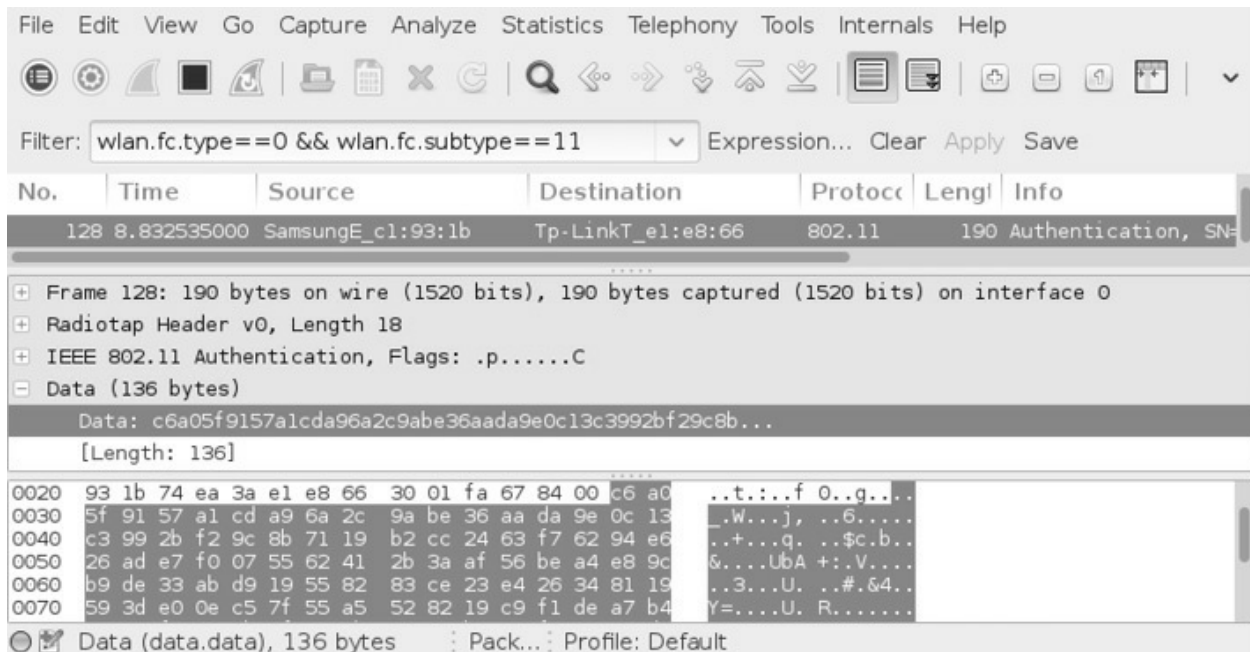 File Edit View Go Capture Analyze Statistics Telephony Tools Internals Help
Filter: wlan.fc.type==0 && wlan.fc.subtype==11 Expression... Clear Apply Save
No. Time Source Destination Protocc Lengt Info
128 8.832535000 SamsungE_c1:93:1b Tp-LinkT_e1:e8:66 802.11 190 Authentication, SN=
Frame 128: 190 bytes on wire (1520 bits), 190 bytes captured (1520 bits) on interface 0
Radiotap Header v0, Length 18
IEEE 802.11 Authentication, Flags: .p......C
Data (136 bytes)
Data: c6a05f9157a1cda96a2c9abe36aada9e0c13c3992bf29c8b...
[Length: 136]
0020 93 1b 74 ea 3a e1 e8 66 30 01 fa 67 84 00 c6 a0 ..t.:..f 0..g....
0030 5f 91 57 a1 cd a9 6a 2c 9a be 36 aa da 9e 0c 13 _.W...j, ..6.....
0040 c3 99 2b f2 9c 8b 71 19 b2 cc 24 63 f7 62 94 e6 ..+...q. ..$c.b..
0050 26 ad e7 f0 07 55 62 41 2b 3a af 56 be a4 e8 9c &....UbA +:.V....
0060 b9 de 33 ab d9 19 55 82 83 ce 23 e4 26 34 81 19 ..3...U. ..#.&4..
0070 59 3d e0 0e c5 7f 55 a5 52 82 19 c9 f1 de a7 b4 Y=....U. R.......
Data (data.data), 136 bytes Pack... Profile: Default